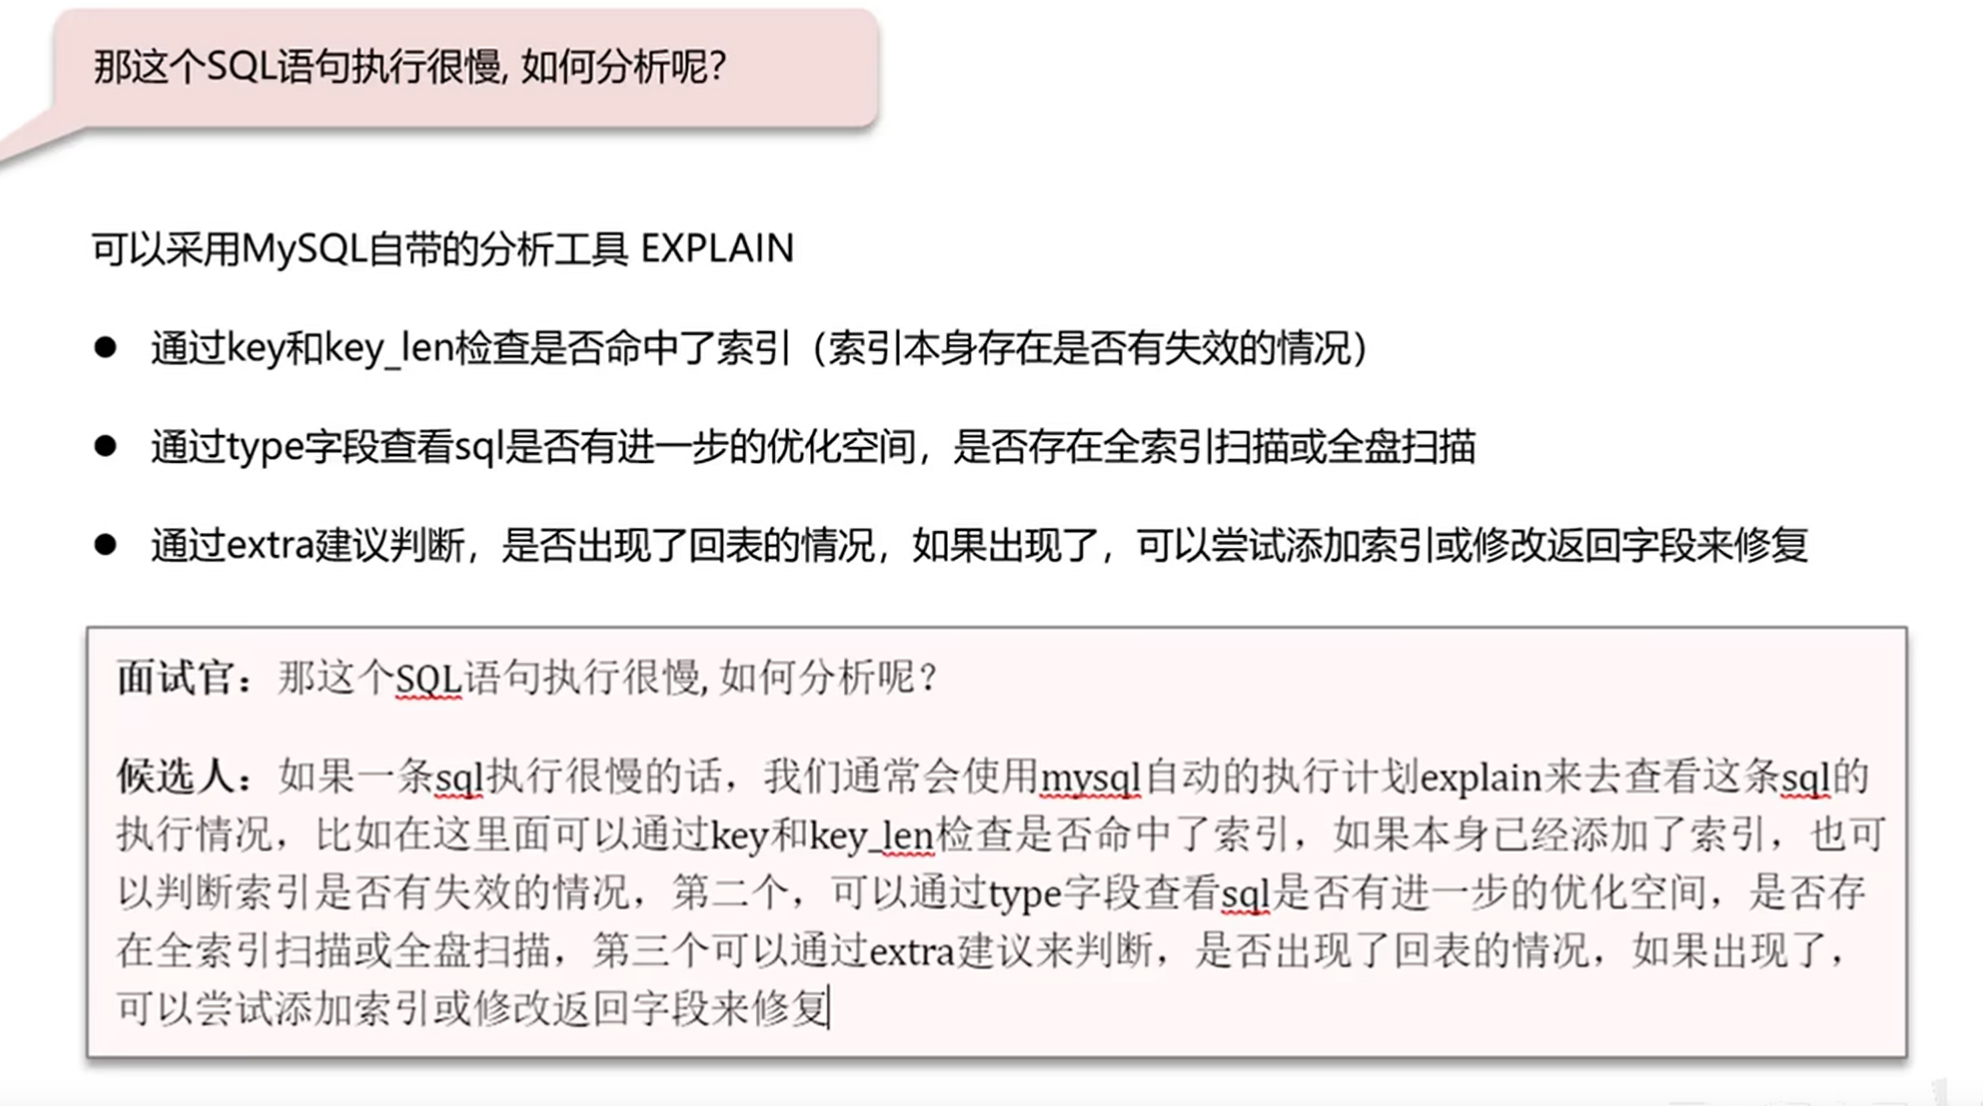 那这个SQL语句执行很慢, 如何分析呢?
可以采用MySQL自带的分析工具 EXPLAIN
● 通过key和key_len检查是否命中了索引（索引本身存在是否有失效的情况）
● 通过type字段查看sql是否有进一步的优化空间，是否存在全索引扫描或全盘扫描
● 通过extra建议判断，是否出现了回表的情况，如果出现了，可以尝试添加索引或修改返回字段来修复
面试官：那这个SQL语句执行很慢, 如何分析呢？
候选人：如果一条sql执行很慢的话，我们通常会使用mysql自动的执行计划explain来去查看这条sql的
执行情况，比如在这里面可以通过key和key_len检查是否命中了索引，如果本身已经添加了索引，也可
以判断索引是否有失效的情况，第二个，可以通过type字段查看sql是否有进一步的优化空间，是否存
在全索引扫描或全盘扫描，第三个可以通过extra建议来判断，是否出现了回表的情况，如果出现了，
可以尝试添加索引或修改返回字段来修复